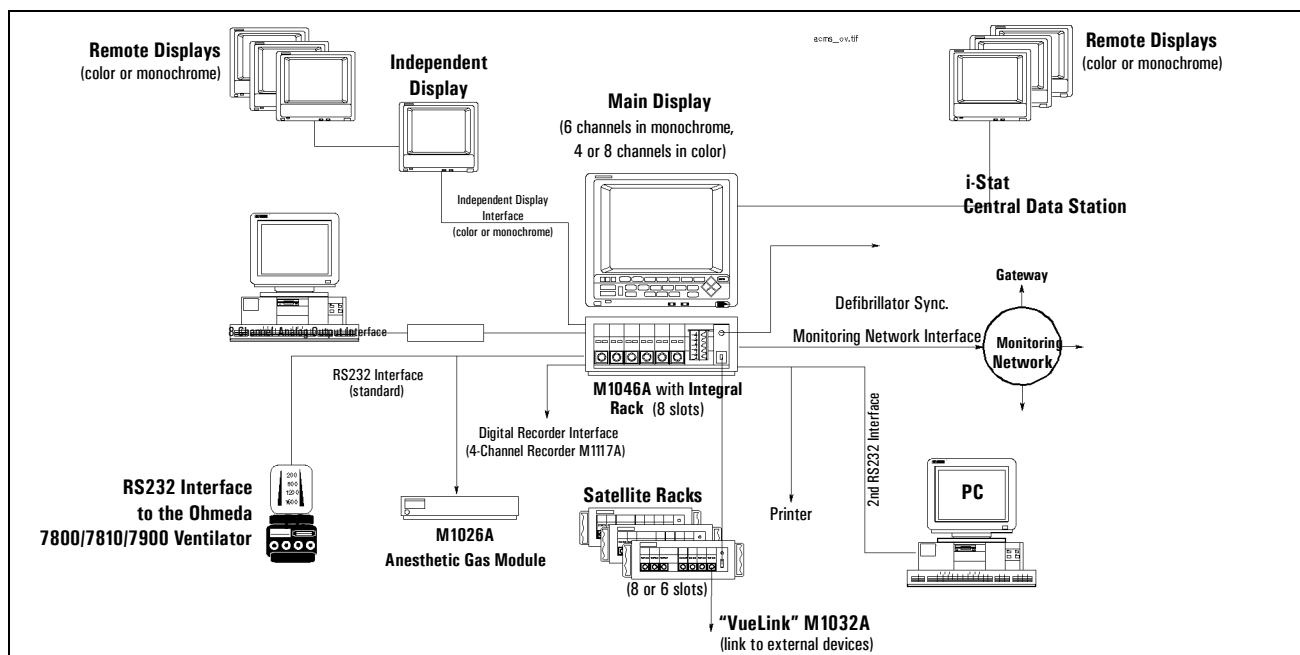 Remote Displays
(color or monochrome)
Independent
Display
acms_ov.tif
Main Display
(6 channels in monochrome,
4 or 8 channels in color)
Remote Displays
(color or monochrome)
i-Stat
Central Data Station
Independent Display
Interface
(color or monochrome)
Gateway
Defibrillator Sync.
8-Channel Analog Output Interface
Monitoring Network Interface
Monitoring
Network
RS232 Interface
(standard)
M1046A with Integral
Rack (8 slots)
Digital Recorder Interface
(4-Channel Recorder M1117A)
2nd RS232 Interface
RS232 Interface
to the Ohmeda
7800/7810/7900 Ventilator
200
800
1200
1600
M1026A
Anesthetic Gas Module
Satellite Racks
(8 or 6 slots)
Printer
PC
“VueLink” M1032A
(link to external devices)